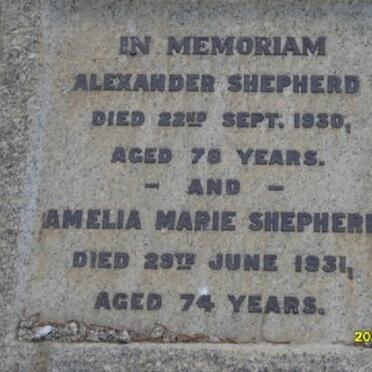 IN MEMORIAM
ALEXANDER SHEPHERD
DIED 22ND SEPT. 1930,
AGED 78 YEARS.
– AND –
AMELIA MARIE SHEPHERD
DIED 29TH JUNE 1931,
AGED 74 YEARS.
20